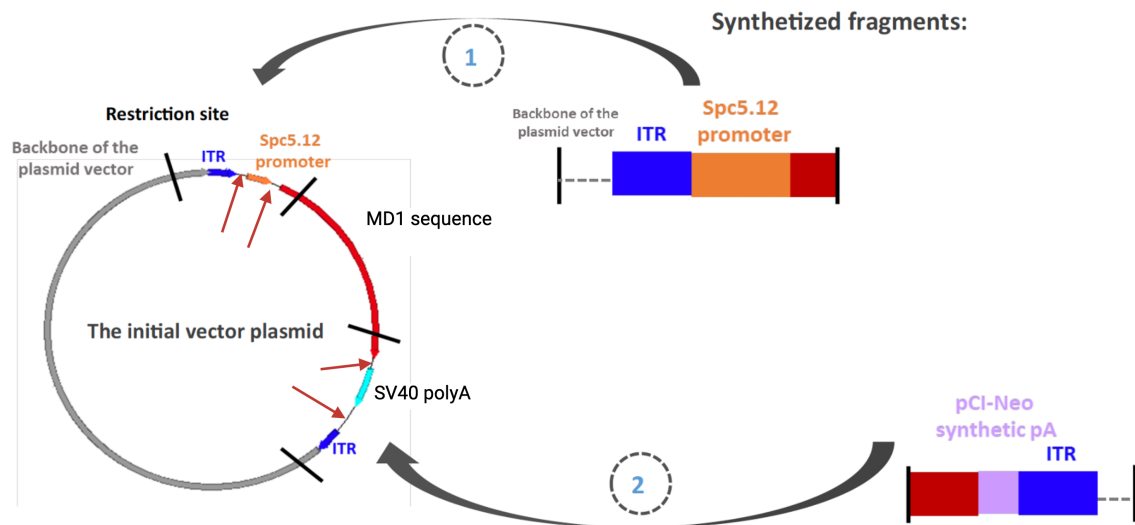 Synthetized fragments:
1
Restriction site
Backbone of the
plasmid vector
ITR
Spc5.12
promoter
Backbone of the
plasmid vector
ITR
Spc5.12
promoter
MD1 sequence
The initial vector plasmid
SV40 polyA
ITR
pCI-Neo
synthetic pA
ITR
2